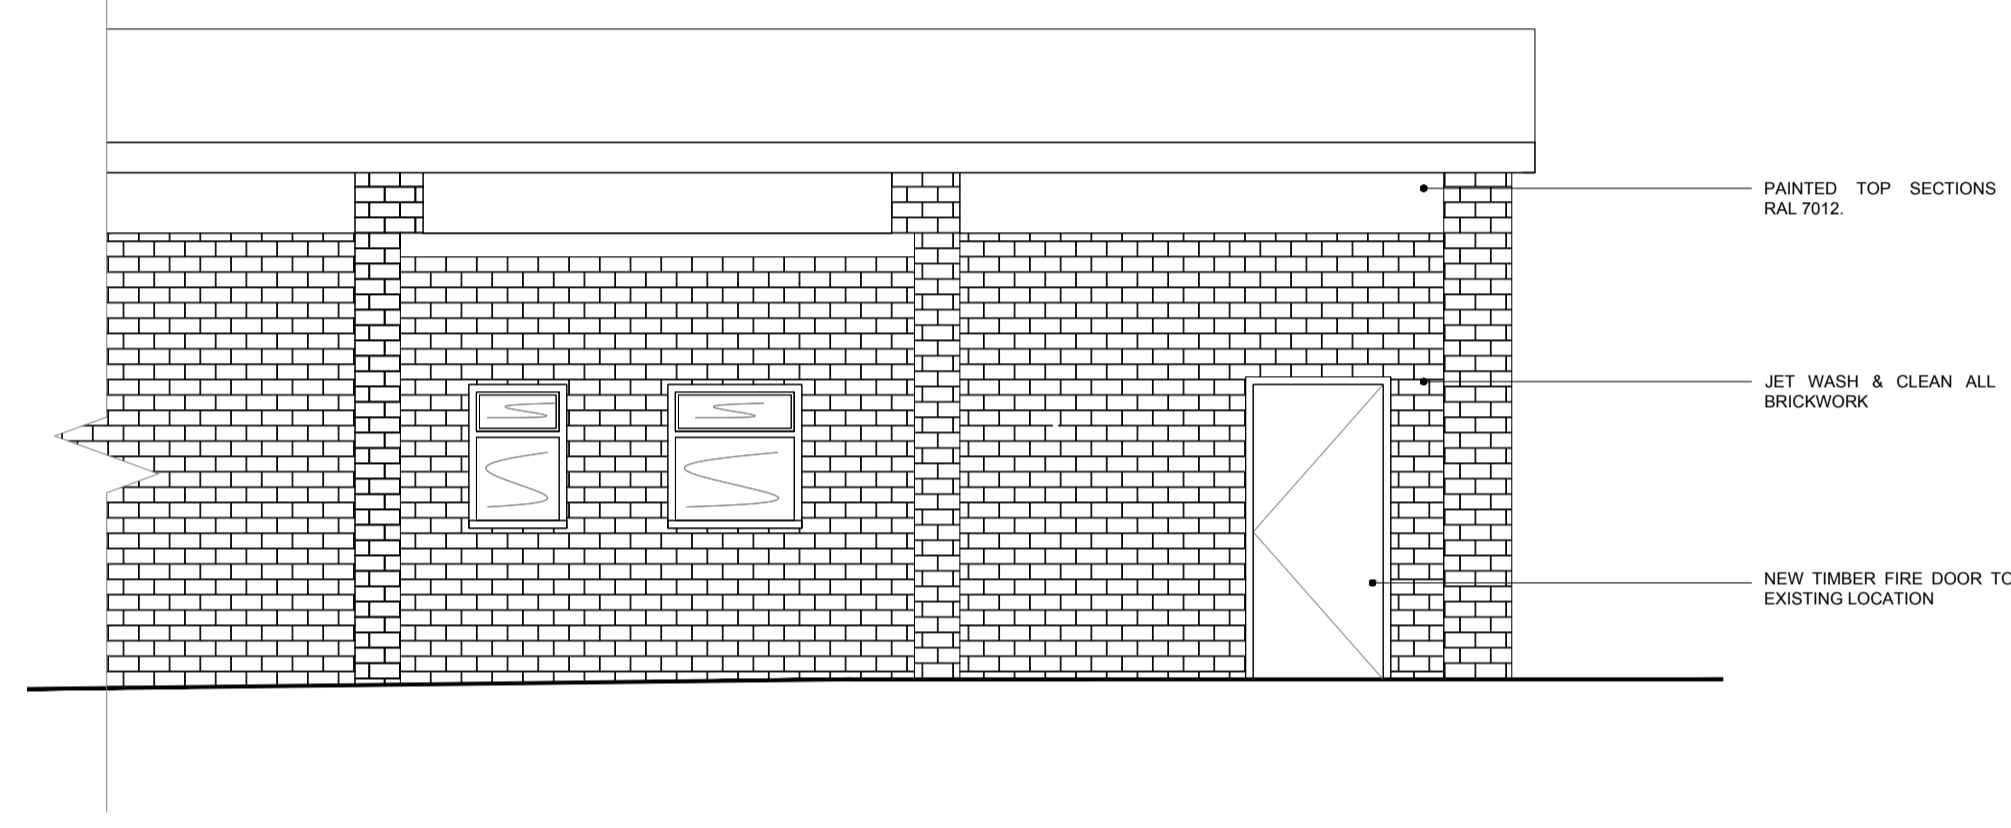 PAINTED TOP SECTIONS
RAL 7012.
JET WASH & CLEAN ALL
BRICKWORK
NEW TIMBER FIRE DOOR TO
EXISTING LOCATION